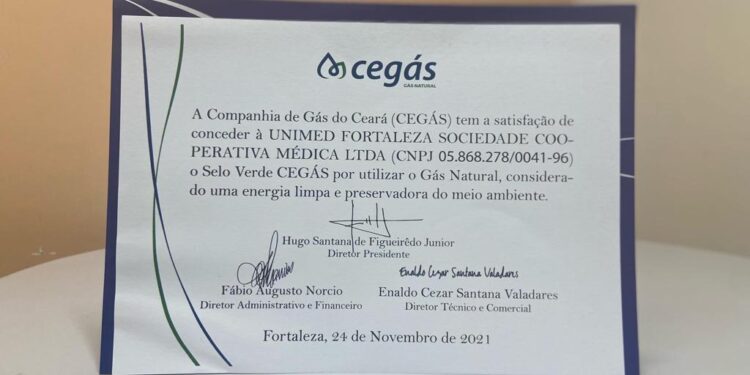 cegás
GÁS NATURAL
A Companhia de Gás do Ceará (CEGÁS) tem a satisfação de
conceder à UNIMED FORTALEZA SOCIEDADE COO-
PERATIVA MÉDICA LTDA (CNPJ 05.868.278/0041-96)
o Selo Verde CEGÁS por utilizar o Gás Natural, considera-
do uma energia limpa e preservadora do meio ambiente.
Hugo Santana de Figueirêdo Junior
Diretor Presidente
Enaldo Cezar Santana Valadares
Fábio Augusto Norcio
Enaldo Cezar Santana Valadares
Diretor Administrativo e Financeiro
Diretor Técnico e Comercial
Fortaleza, 24 de Novembro de 2021